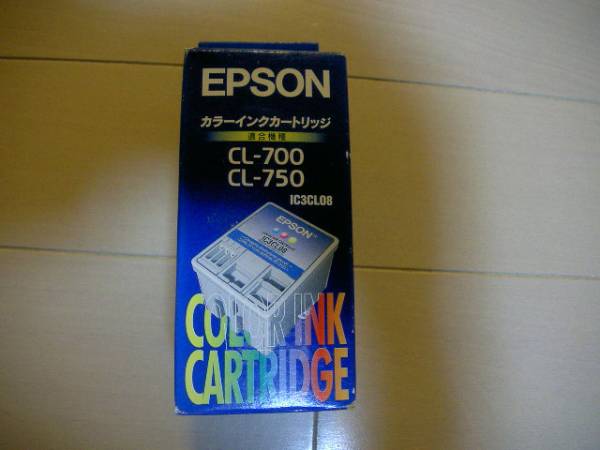 EPSON
カラーインクカートリッジ
適合機種
CL-700
CL-750
IC3CL08
EPSON
IC3CL08
COLOR INK
CARTRIDGE